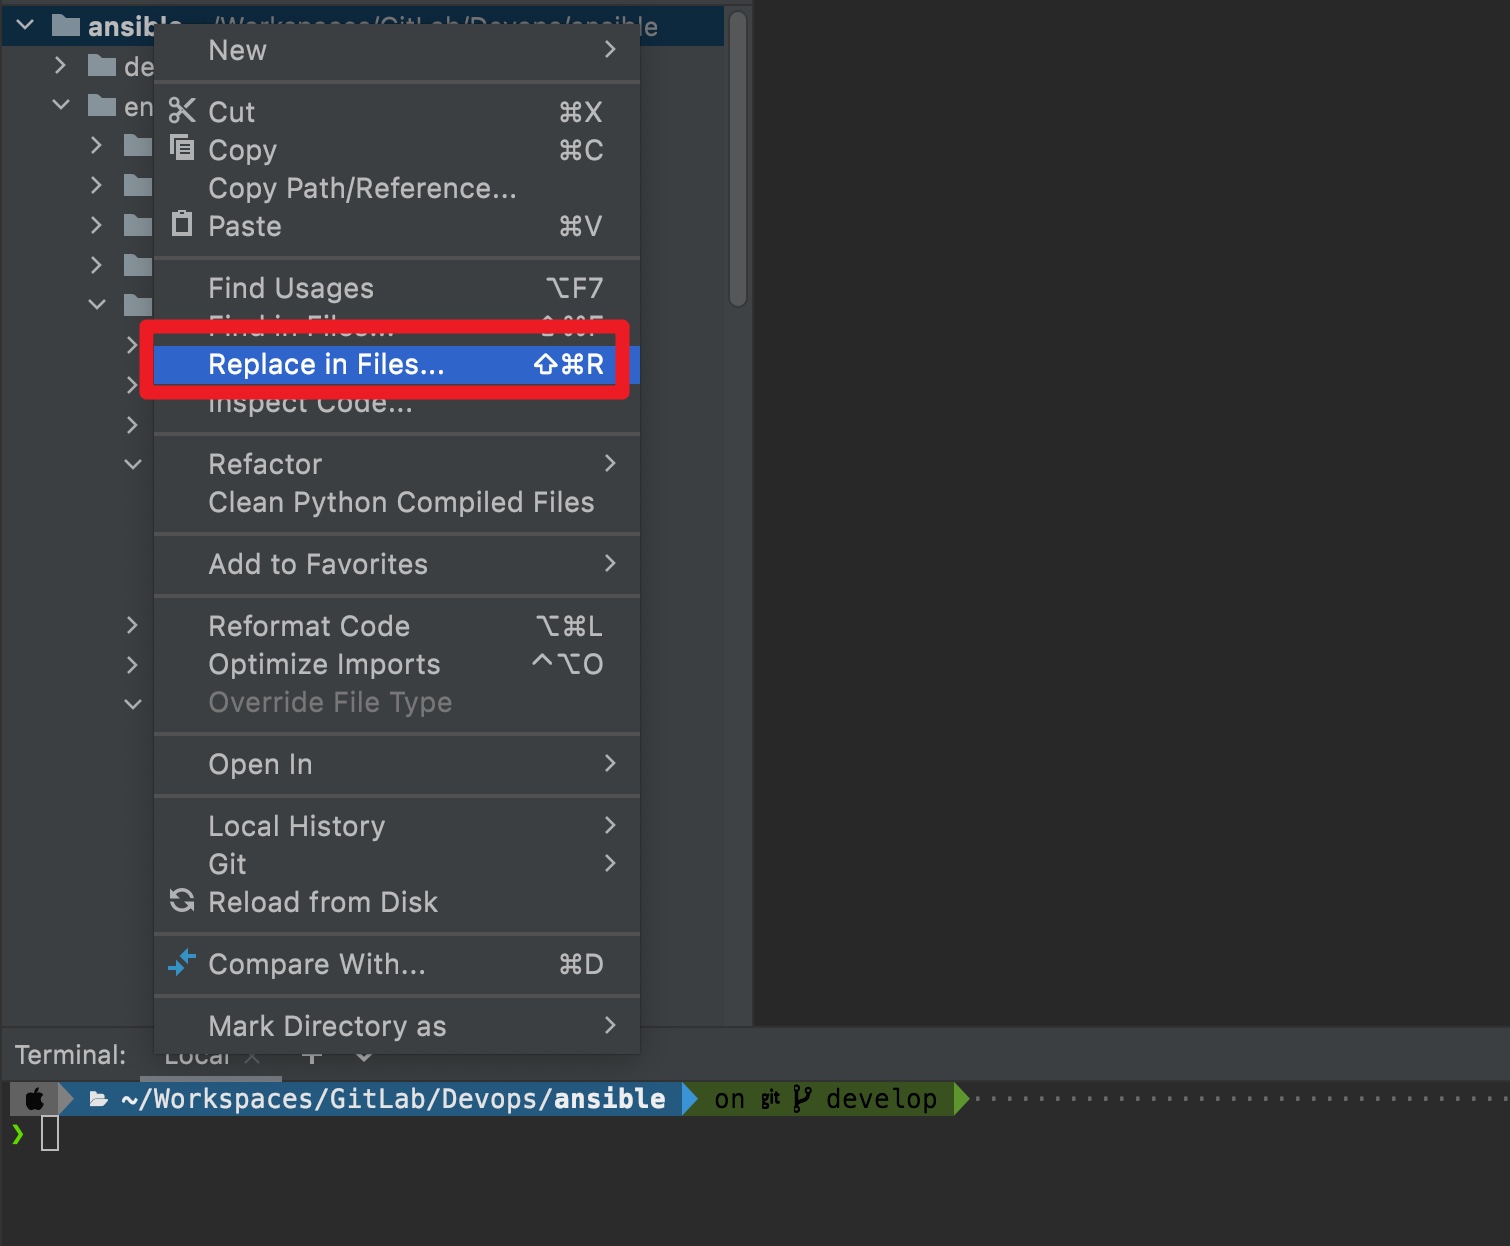 ansible ~/Workspaces/GitLab/Devops/ansible
de
en
New
Cut ⌘X
Copy ⌘C
Copy Path/Reference...
Paste ⌘V
Find Usages ⌥F7
Find in Files... ⇧⌘F
Replace in Files... ⇧⌘R
Inspect Code...
Refactor
Clean Python Compiled Files
Add to Favorites
Reformat Code ⌥⌘L
Optimize Imports ^⌥O
Override File Type
Open In
Local History
Git
Reload from Disk
Compare With... ⌘D
Mark Directory as
Terminal: Local × +
~/Workspaces/GitLab/Devops/ansible on git develop
❯